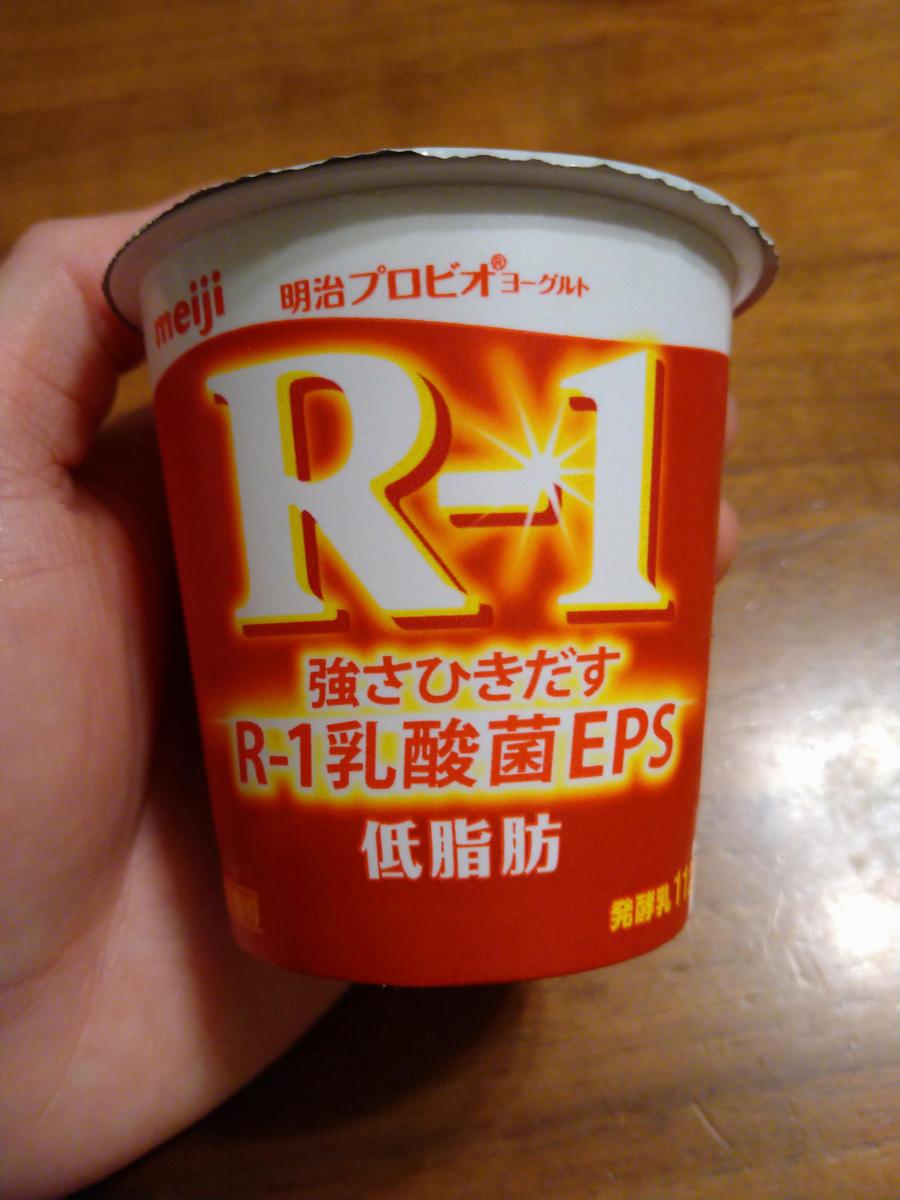 meiji
明治プロビオ®ヨーグルト
R-1
強さひきだす
R-1乳酸菌EPS
低脂肪
発酵乳